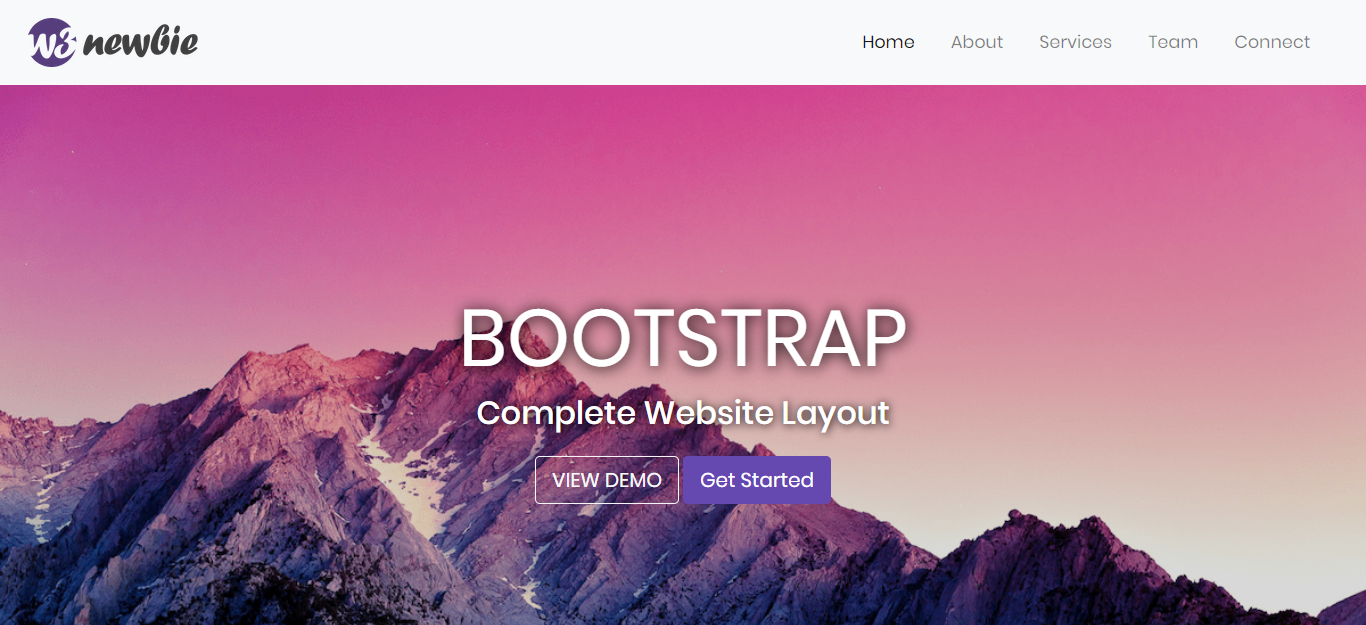 w3 newbie
Home About Services Team Connect
BOOTSTRAP
Complete Website Layout
VIEW DEMO Get Started